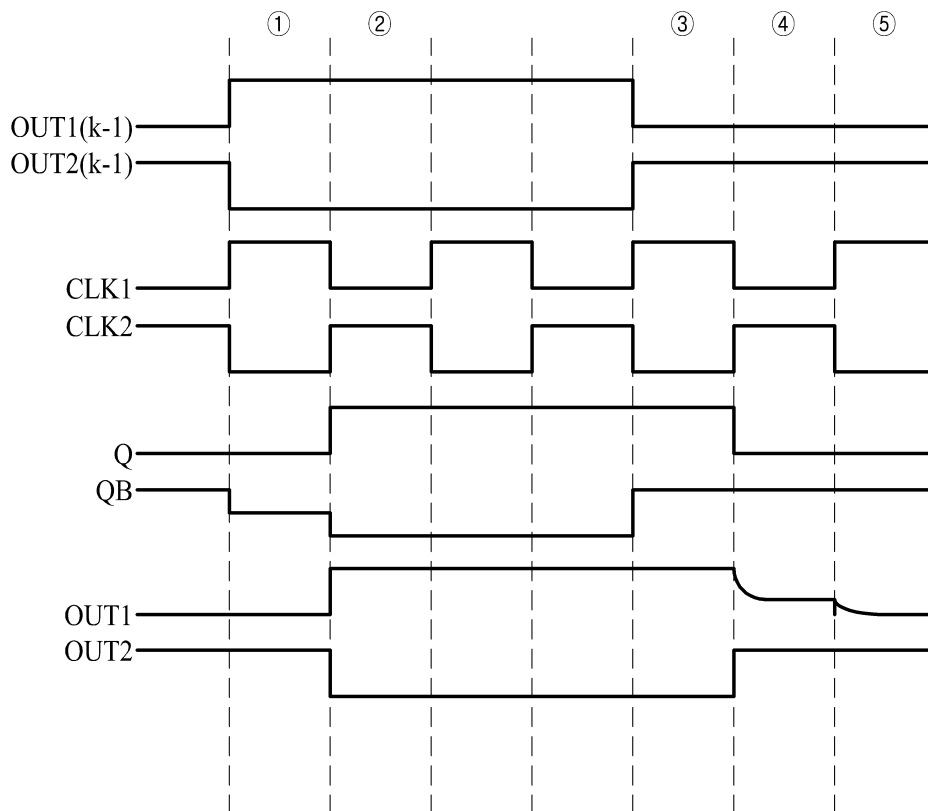 ① ② ③ ④ ⑤
OUT1(k-1)
OUT2(k-1)
CLK1
CLK2
Q
QB
OUT1
OUT2